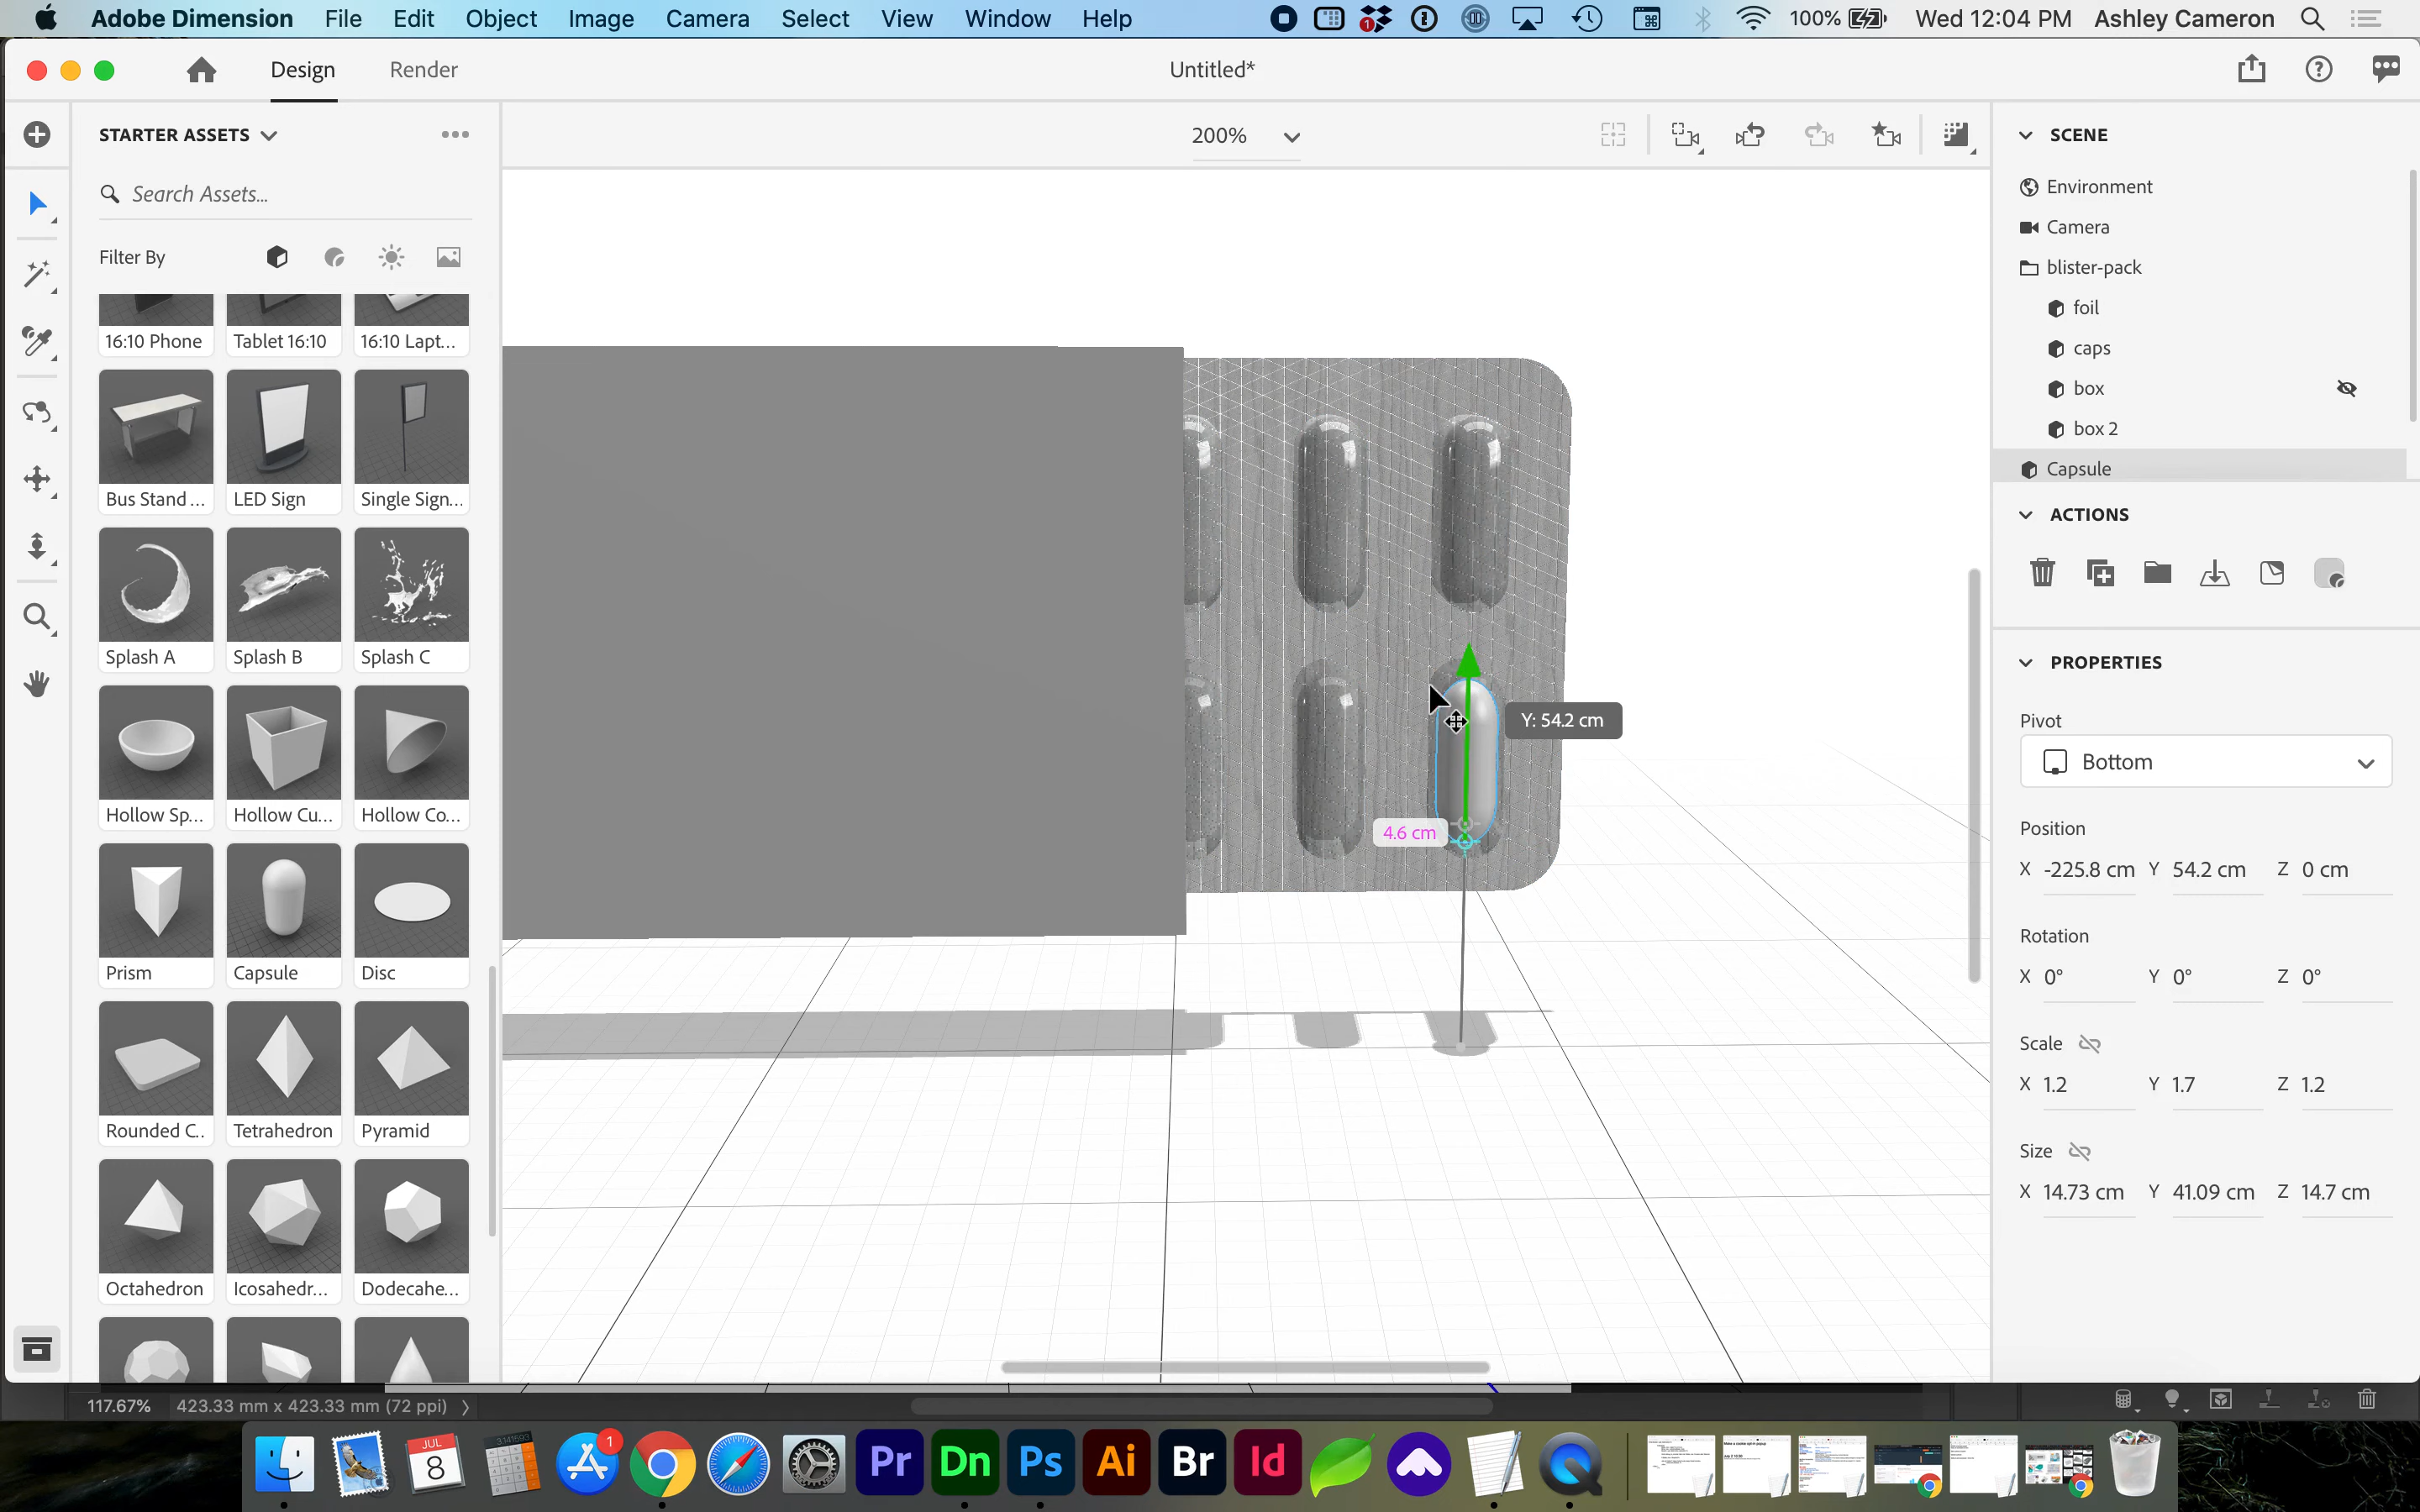 Adobe Dimension File Edit Object Image Camera Select View Window Help 1 100% Wed 12:04 PM Ashley Cameron
Design Render Untitled*
STARTER ASSETS
200%
Search Assets...
Filter By
16:10 Phone Tablet 16:10 16:10 Lapt...
Bus Stand ... LED Sign Single Sign...
Splash A Splash B Splash C
Hollow Sp... Hollow Cu... Hollow Co...
Prism Capsule Disc
Rounded C.. Tetrahedron Pyramid
Octahedron Icosahedr... Dodecahe...
Y: 54.2 cm
4.6 cm
SCENE
Environment
Camera
blister-pack
foil
caps
box
box 2
Capsule
ACTIONS
PROPERTIES
Pivot
Bottom
Position
X -225.8 cm Y 54.2 cm Z 0 cm
Rotation
X 0° Y 0° Z 0°
Scale
X 1.2 Y 1.7 Z 1.2
Size
X 14.73 cm Y 41.09 cm Z 14.7 cm
117.67% 423.33 mm x 423.33 mm (72 ppi)
JUL
8
1
Pr Dn Ps Ai Br Id